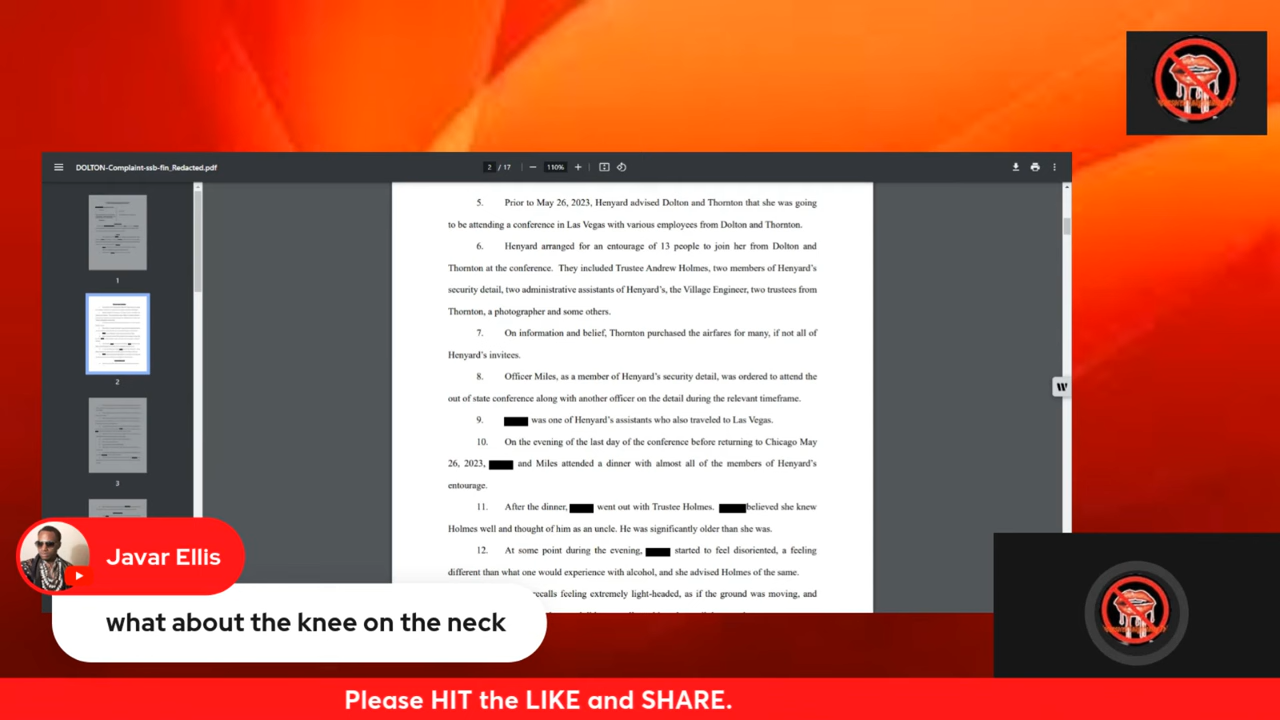 DOLTON-Complaint-ssb-fin_Redacted.pdf
2 / 17
110%
5. Prior to May 26, 2023, Henyard advised Dolton and Thornton that she was going
to be attending a conference in Las Vegas with various employees from Dolton and Thornton.
6. Henyard arranged for an entourage of 13 people to join her from Dolton and
Thornton at the conference. They included Trustee Andrew Holmes, two members of Henyard's
security detail, two administrative assistants of Henyard's, the Village Engineer, two trustees from
Thornton, a photographer and some others.
7. On information and belief, Thornton purchased the airfares for many, if not all of
Henyard's invitees.
8. Officer Miles, as a member of Henyard's security detail, was ordered to attend the
out of state conference along with another officer on the detail during the relevant timeframe.
9. was one of Henyard's assistants who also traveled to Las Vegas.
10. On the evening of the last day of the conference before returning to Chicago May
26, 2023, and Miles attended a dinner with almost all of the members of Henyard's
entourage.
11. After the dinner, went out with Trustee Holmes. believed she knew
Holmes well and thought of him as an uncle. He was significantly older than she was.
12. At some point during the evening, started to feel disoriented, a feeling
different than what one would experience with alcohol, and she advised Holmes of the same.
recalls feeling extremely light-headed, as if the ground was moving, and
1
2
3
W
Javar Ellis
what about the knee on the neck
Please HIT the LIKE and SHARE.